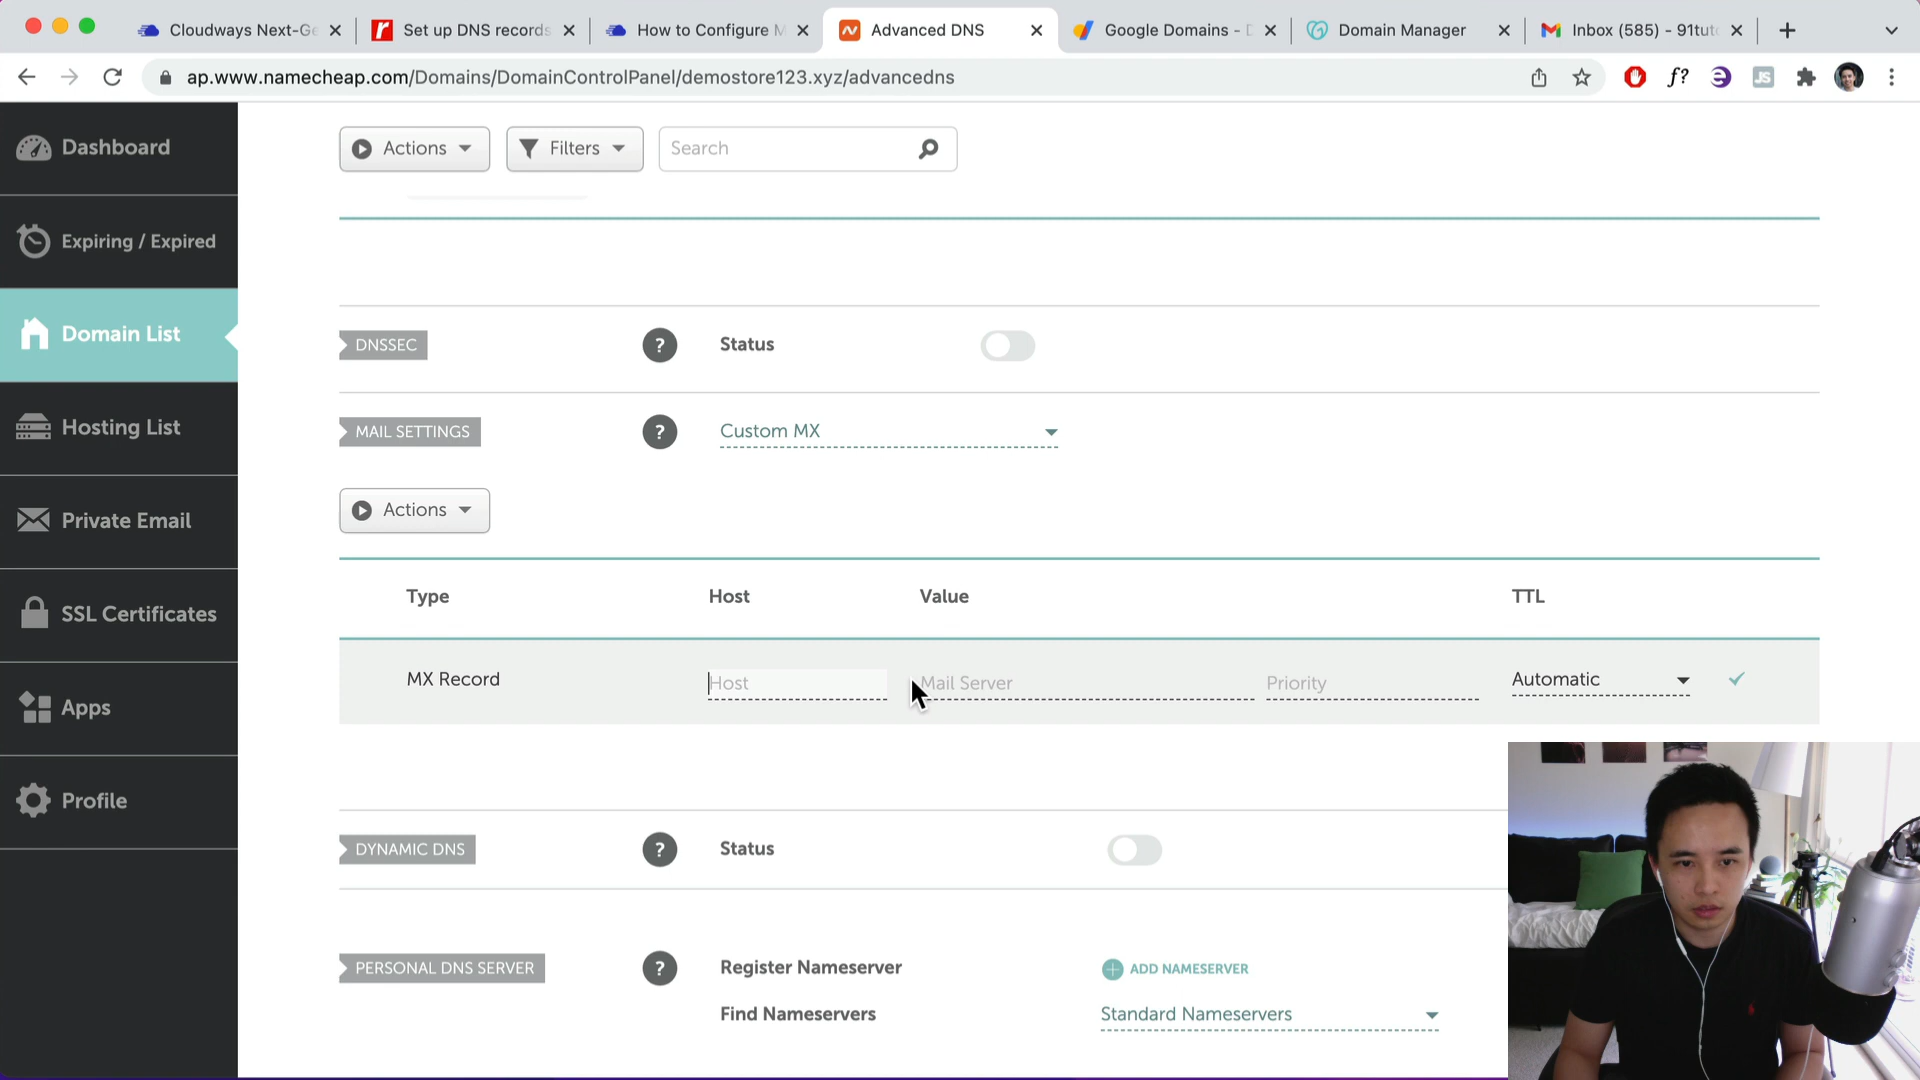 Cloudways Next-Ge
Set up DNS records
How to Configure M
Advanced DNS
Google Domains - D
Domain Manager
Inbox (585) - 91tuto
ap.www.namecheap.com/Domains/DomainControlPanel/demostore123.xyz/advancedns
f?
JS
Dashboard
Expiring / Expired
Domain List
Hosting List
Private Email
SSL Certificates
Apps
Profile
Actions
Filters
Search
DNSSEC
?
Status
MAIL SETTINGS
?
Custom MX
Actions
Type
Host
Value
TTL
MX Record
Host
Mail Server
Priority
Automatic
DYNAMIC DNS
?
Status
PERSONAL DNS SERVER
?
Register Nameserver
ADD NAMESERVER
Find Nameservers
Standard Nameservers